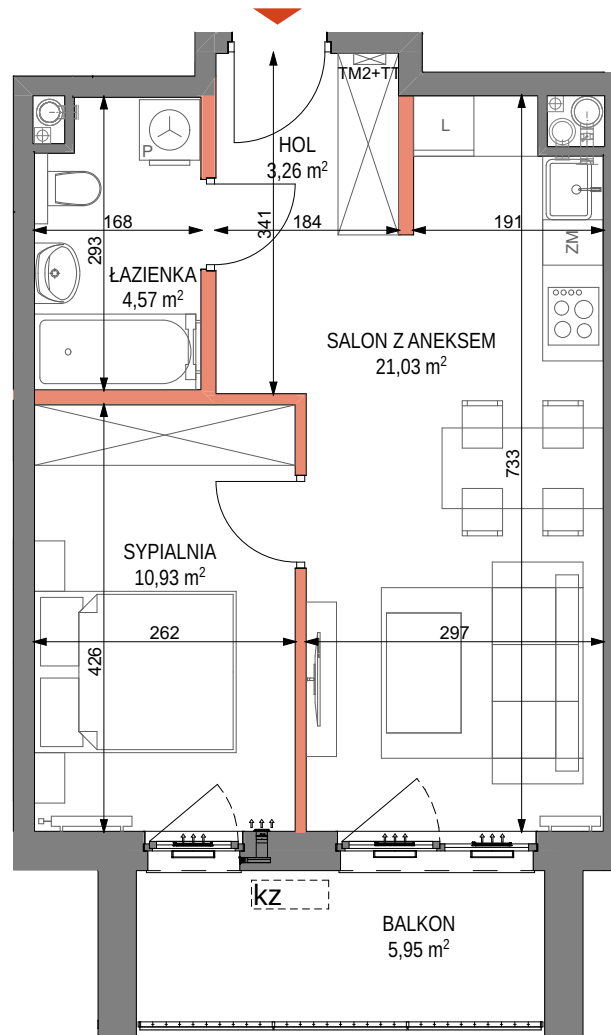 TM2+TT
HOL
3,26 m²
L
P
168
184
191
341
293
ZM
ŁAZIENKA
4,57 m²
SALON Z ANEKSEM
21,03 m²
733
SYPIALNIA
10,93 m²
262
297
426
kz
BALKON
5,95 m²